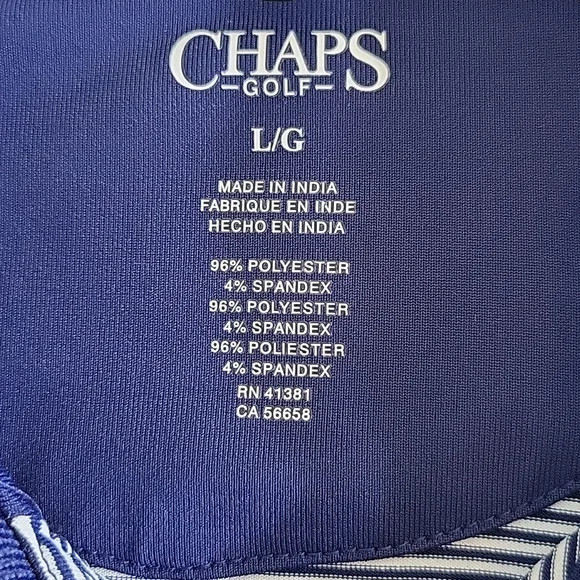 CHAPS
-GOLF-
L/G
MADE IN INDIA
FABRIQUE EN INDE
HECHO EN INDIA
96% POLYESTER
4% SPANDEX
96% POLYESTER
4% SPANDEX
96% POLIESTER
4% SPANDEX
RN 41381
CA 56658